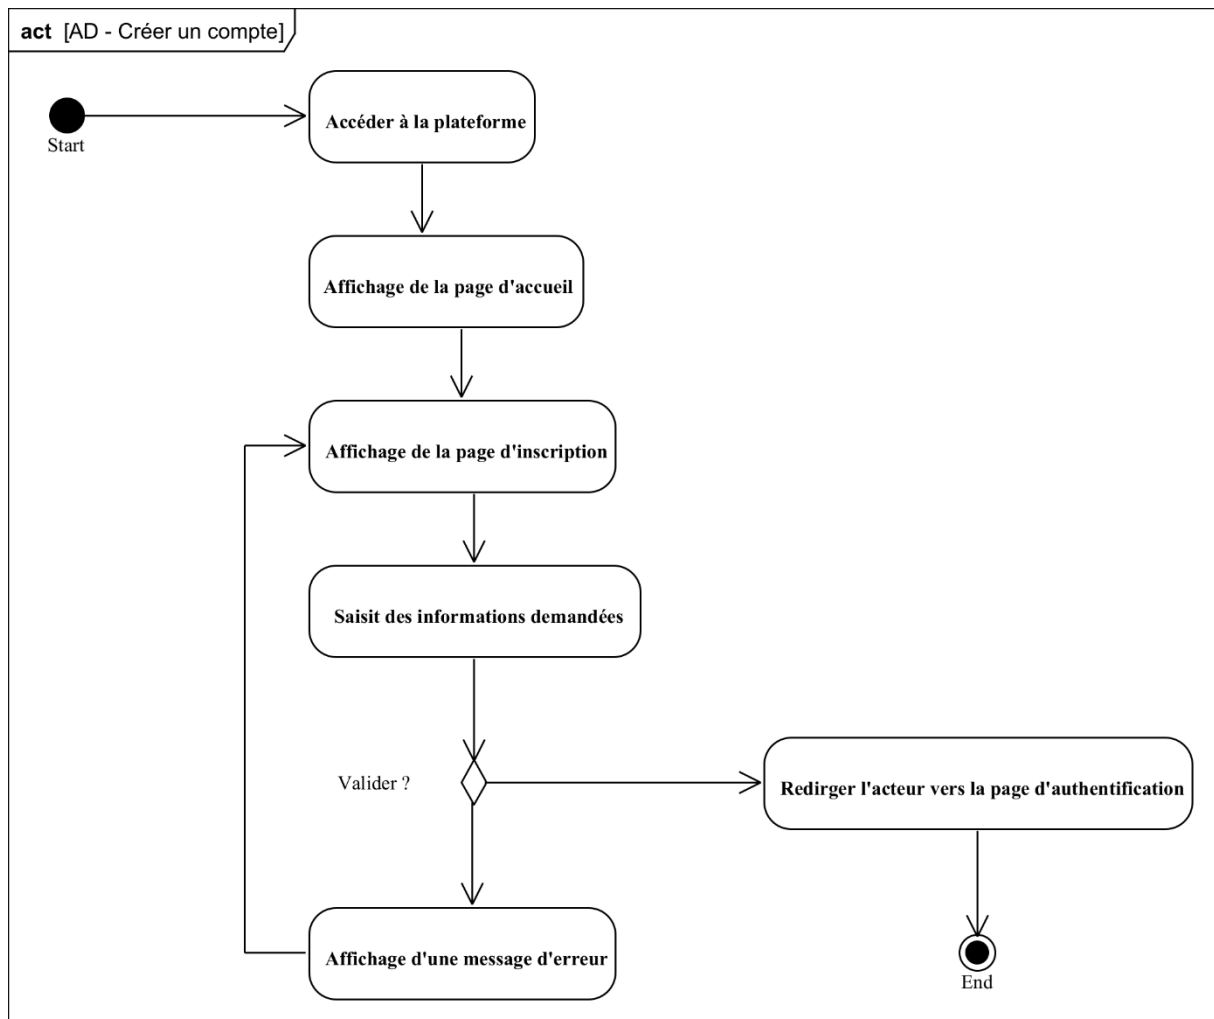 act [AD - Créer un compte]
Start
Accéder à la plateforme
Affichage de la page d'accueil
Affichage de la page d'inscription
Saisit des informations demandées
Valider ?
Redirger l'acteur vers la page d'authentification
Affichage d'une message d'erreur
End